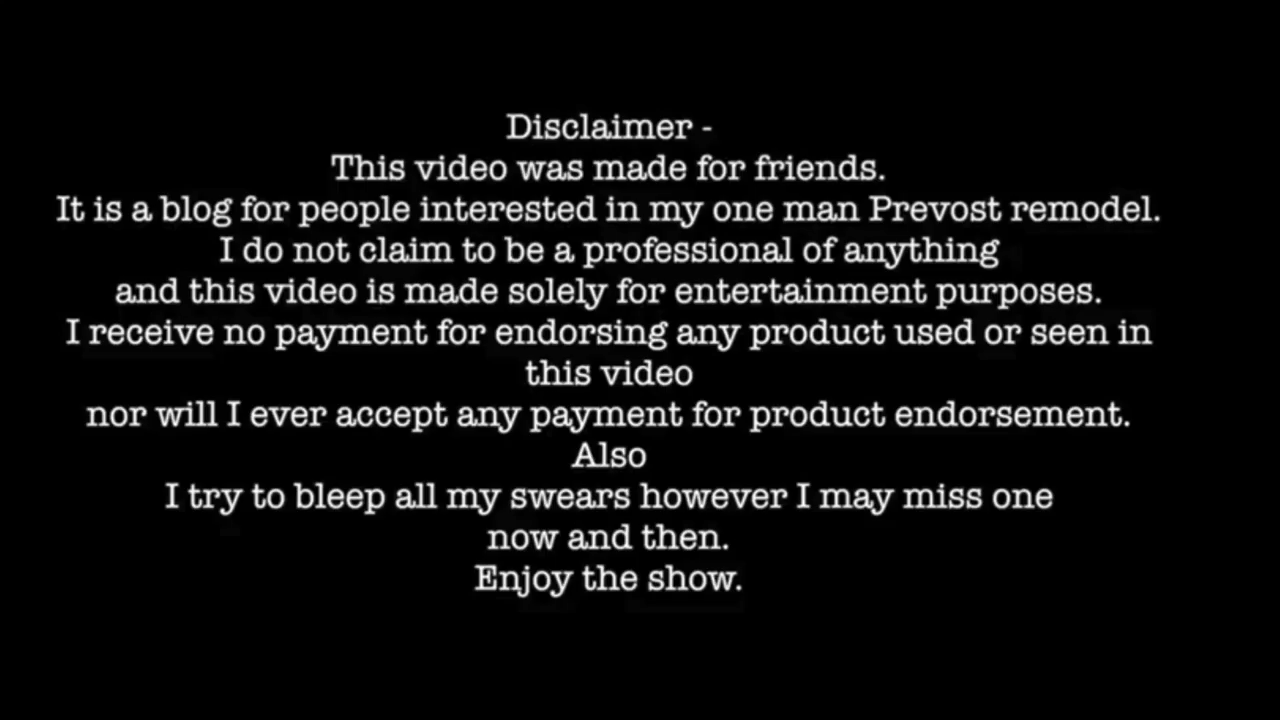 Disclaimer -
This video was made for friends.
It is a blog for people interested in my one man Prevost remodel.
I do not claim to be a professional of anything
and this video is made solely for entertainment purposes.
I receive no payment for endorsing any product used or seen in
this video
nor will I ever accept any payment for product endorsement.
Also
I try to bleep all my swears however I may miss one
now and then.
Enjoy the show.